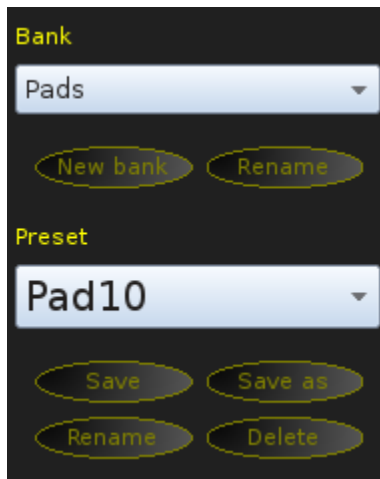 Bank
Pads
New bank Rename
Preset
Pad10
Save Save as
Rename Delete